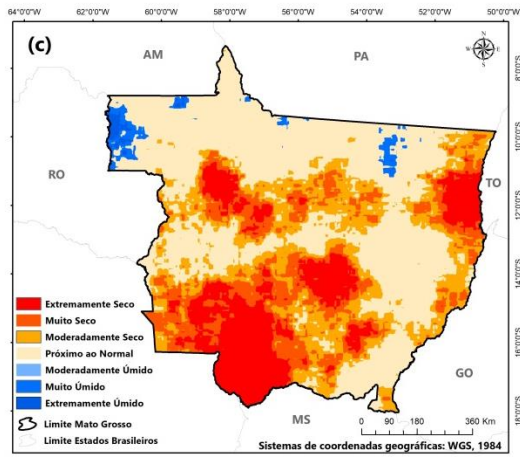 62°0'0"O 60°0'0"O 58°0'0"O 56°0'0"O 54°0'0"O 52°0'0"O 50°0'0"O
(c)
AM
PA
N
W E
S
RO
TO
GO
MS
8°0'0"S
10°0'0"S
12°0'0"S
14°0'0"S
16°0'0"S
18°0'0"S
Extremamente Seco
Muito Seco
Moderadamente Seco
Próximo ao Normal
Moderadamente Úmido
Muito Úmido
Extremamente Úmido
Limite Mato Grosso
Limite Estados Brasileiros
0 90 180 360 Km
Sistemas de coordenadas geográficas: WGS, 1984